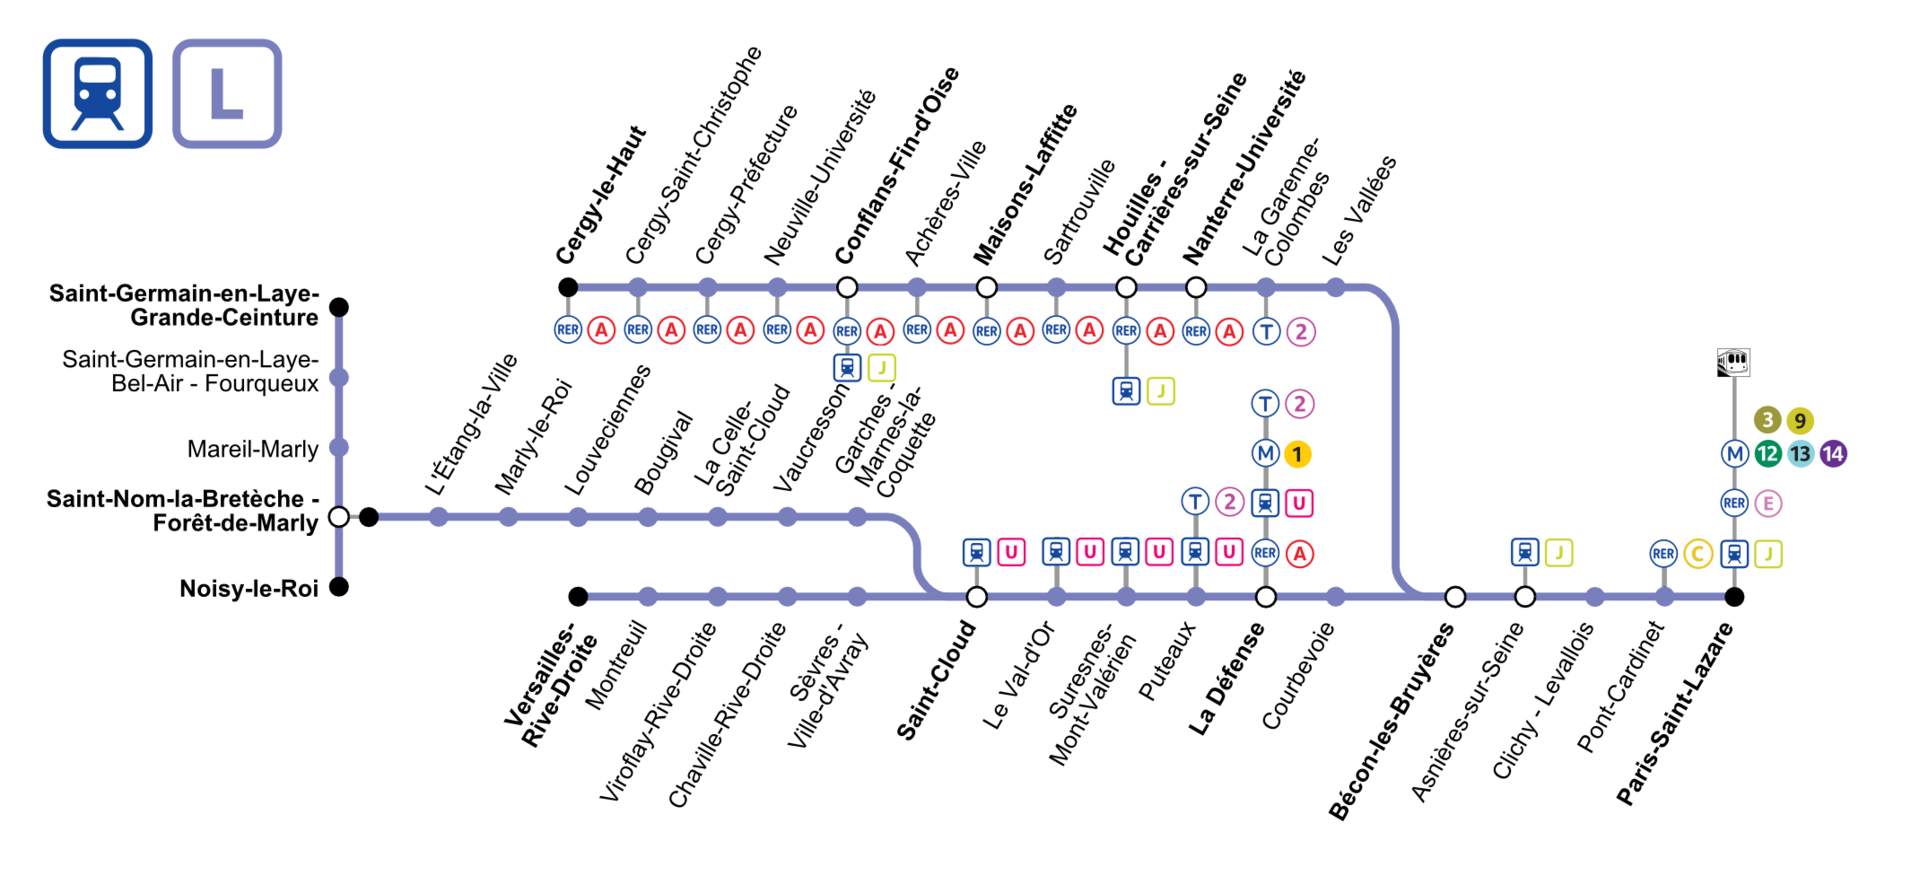 L
Cergy-le-Haut
Cergy-Saint-Christophe
Cergy-Préfecture
Neuville-Université
Conflans-Fin-d'Oise
Achères-Ville
Maisons-Laffitte
Sartrouville
Houilles -
Carrières-sur-Seine
Nanterre-Université
La Garenne-
Colombes
Les Vallées
RER A
RER A
RER A
RER A
RER A
J
RER A
RER A
RER A
RER A
J
RER A
T 2
Saint-Germain-en-Laye-
Grande-Ceinture
Saint-Germain-en-Laye-
Bel-Air - Fourqueux
Mareil-Marly
Saint-Nom-la-Bretèche -
Forêt-de-Marly
Noisy-le-Roi
L'Étang-la-Ville
Marly-le-Roi
Louveciennes
Bougival
La Celle-
Saint-Cloud
Vaucresson
Garches -
Marnes-la-
Coquette
U
U
U
T 2
U
T 2
M 1
U
RER A
J
RER C
3 9
M 12 13 14
RER E
J
Versailles-
Rive-Droite
Montreuil
Viroflay-Rive-Droite
Chaville-Rive-Droite
Sèvres -
Ville-d'Avray
Saint-Cloud
Le Val-d'Or
Suresnes-
Mont-Valérien
Puteaux
La Défense
Courbevoie
Bécon-les-Bruyères
Asnières-sur-Seine
Clichy - Levallois
Pont-Cardinet
Paris-Saint-Lazare